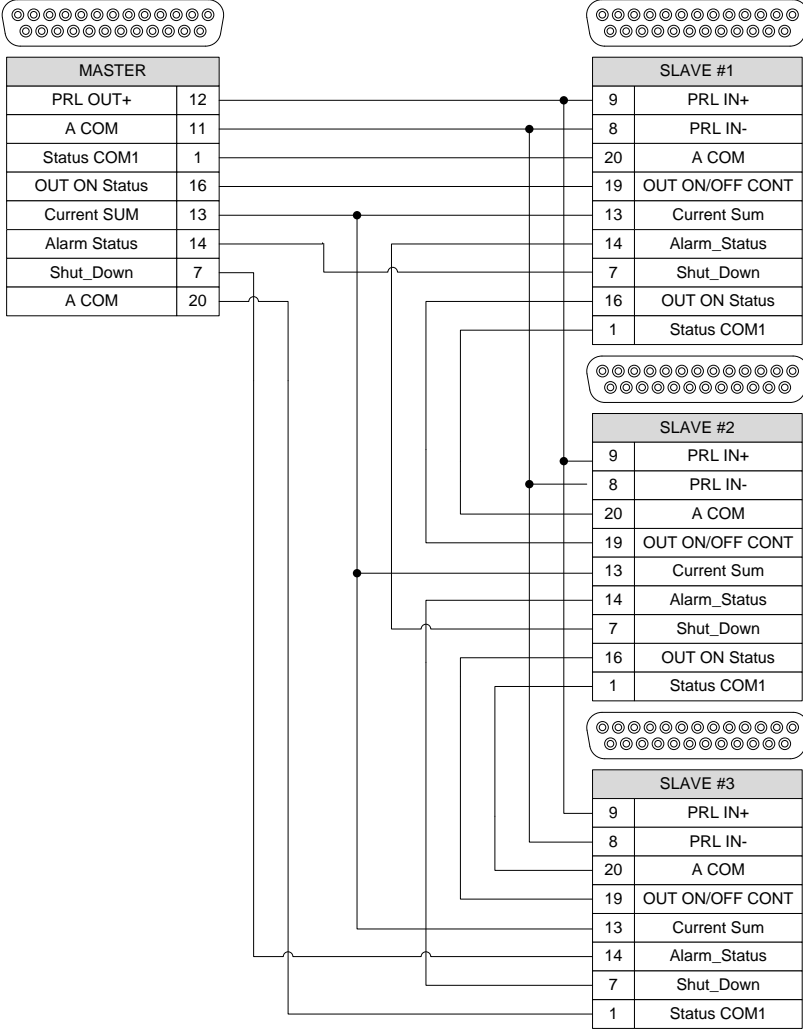 MASTER
PRL OUT+ 12
A COM 11
Status COM1 1
OUT ON Status 16
Current SUM 13
Alarm Status 14
Shut_Down 7
A COM 20
SLAVE #1
9 PRL IN+
8 PRL IN-
20 A COM
19 OUT ON/OFF CONT
13 Current Sum
14 Alarm_Status
7 Shut_Down
16 OUT ON Status
1 Status COM1
SLAVE #2
9 PRL IN+
8 PRL IN-
20 A COM
19 OUT ON/OFF CONT
13 Current Sum
14 Alarm_Status
7 Shut_Down
16 OUT ON Status
1 Status COM1
SLAVE #3
9 PRL IN+
8 PRL IN-
20 A COM
19 OUT ON/OFF CONT
13 Current Sum
14 Alarm_Status
7 Shut_Down
1 Status COM1